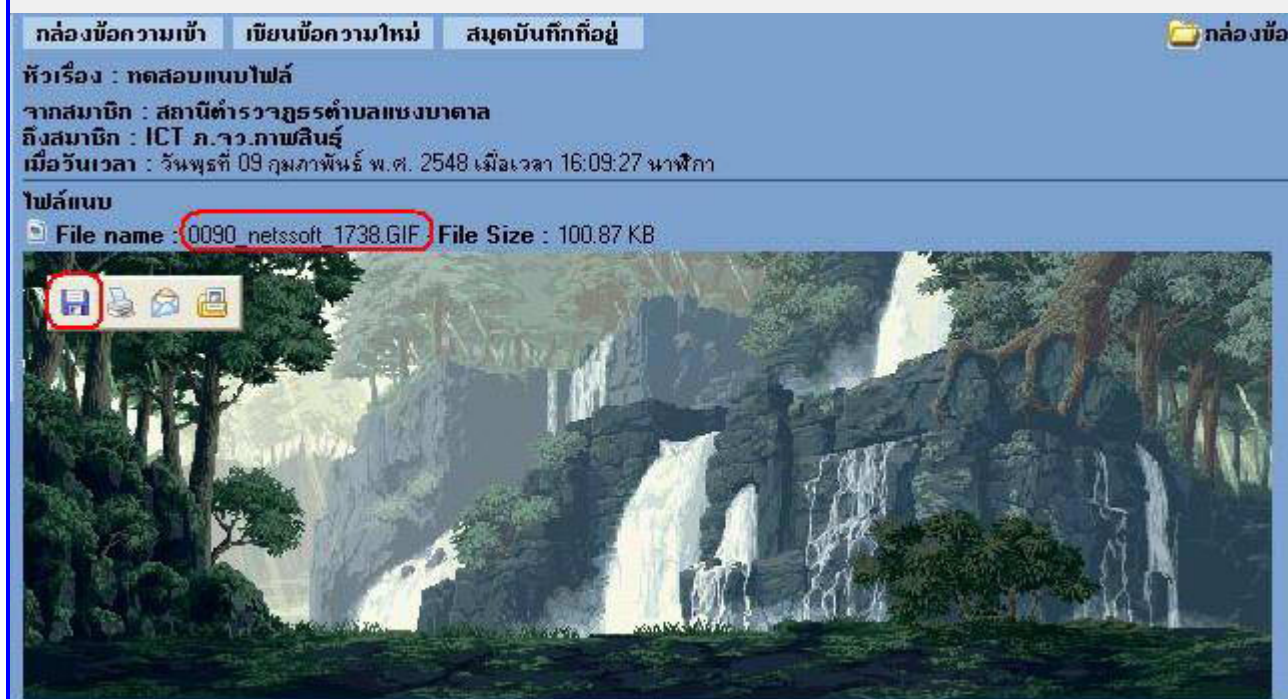 กล่องข้อความเข้า เขียนข้อความใหม่ สมุดบันทึกที่อยู่ กล่องข้อ
หัวเรื่อง : ทดสอบแนบไฟล์
จากสมาชิก : สถานีตำรวจภูธรตำบลแซงบาดาล
ถึงสมาชิก : ICT ภ.จว.กาฬสินธุ์
เมื่อวันเวลา : วันพุธที่ 09 กุมภาพันธ์ พ.ศ. 2548 เมื่อเวลา 16:09:27 นาฬิกา
ไฟล์แนบ
File name : 0090_netssoft_1738.GIF - File Size : 100.87 KB